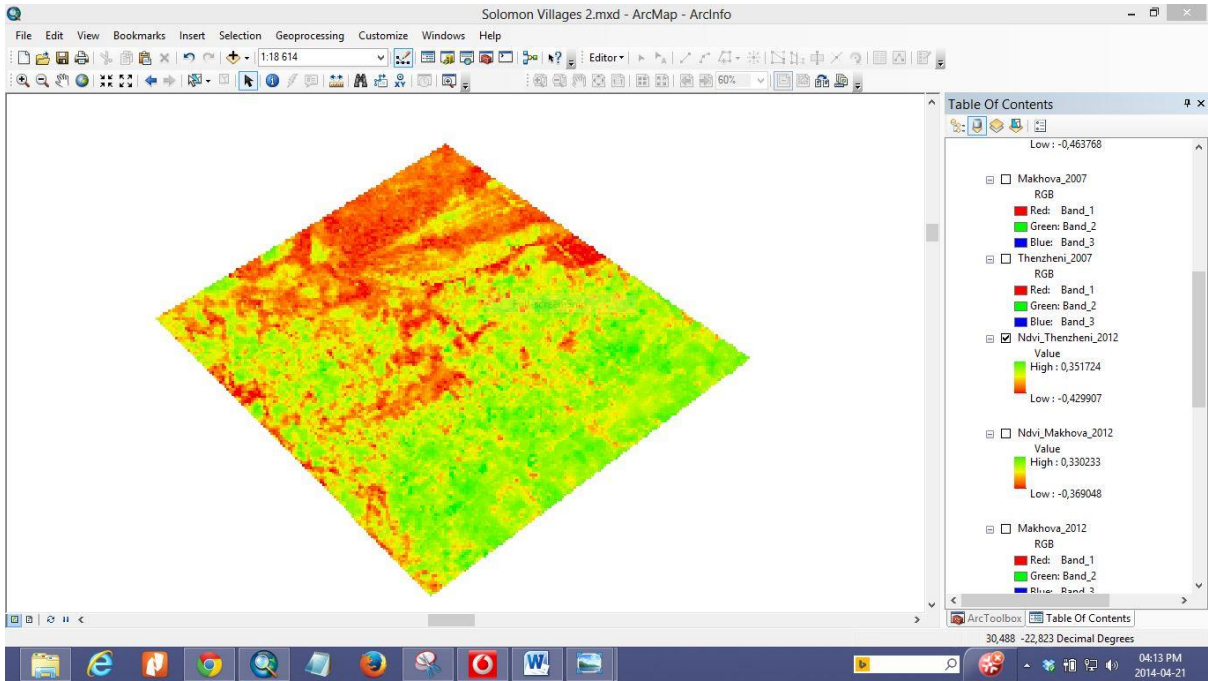 Solomon Villages 2.mxd - ArcMap - ArcInfo
File Edit View Bookmarks Insert Selection Geoprocessing Customize Windows Help
1:18 614
Editor
60%
Table Of Contents
Low : -0,463768
Makhova_2007
RGB
Red: Band_1
Green: Band_2
Blue: Band_3
Thenzheni_2007
RGB
Red: Band_1
Green: Band_2
Blue: Band_3
Ndvi_Thenzheni_2012
Value
High : 0,351724
Low : -0,429907
Ndvi_Makhova_2012
Value
High : 0,330233
Low : -0,369048
Makhova_2012
RGB
Red: Band_1
Green: Band_2
Blue: Band_3
ArcToolbox Table Of Contents
30,488 -22,823 Decimal Degrees
04:13 PM
2014-04-21